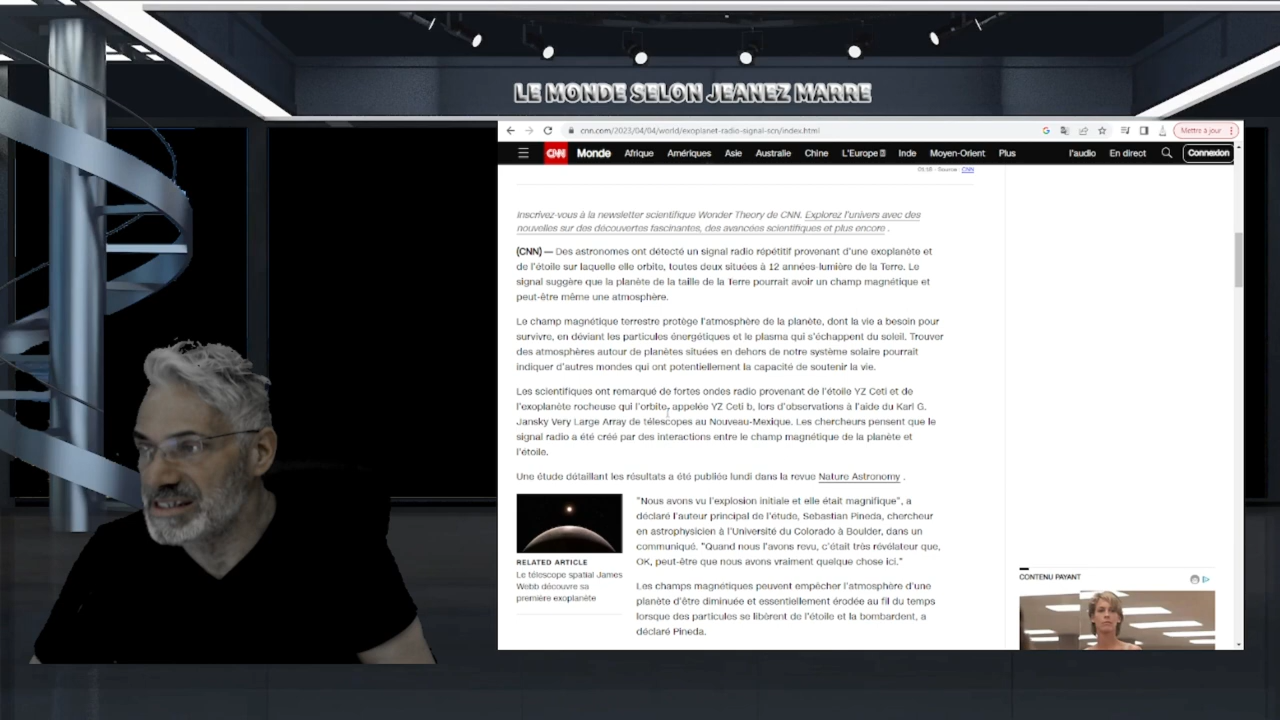 LE MONDE SELON JEANEZ MARRE
cnn.com/2023/04/04/world/exoplanet-radio-signal-scn/index.html
Mettre à jour
CNN Monde Afrique Amériques Asie Australie Chine L'Europe Inde Moyen-Orient Plus l'audio En direct Connexion
01:15 - Source: CNN
Inscrivez-vous à la newsletter scientifique Wonder Theory de CNN. Explorez l'univers avec des
nouvelles sur des découvertes fascinantes, des avancées scientifiques et plus encore .
(CNN) — Des astronomes ont détecté un signal radio répétitif provenant d'une exoplanète et
de l'étoile sur laquelle elle orbite, toutes deux situées à 12 années-lumière de la Terre. Le
signal suggère que la planète de la taille de la Terre pourrait avoir un champ magnétique et
peut-être même une atmosphère.
Le champ magnétique terrestre protège l'atmosphère de la planète, dont la vie a besoin pour
survivre, en déviant les particules énergétiques et le plasma qui s'échappent du soleil. Trouver
des atmosphères autour de planètes situées en dehors de notre système solaire pourrait
indiquer d'autres mondes qui ont potentiellement la capacité de soutenir la vie.
Les scientifiques ont remarqué de fortes ondes radio provenant de l'étoile YZ Ceti et de
l'exoplanète rocheuse qui l'orbite, appelée YZ Ceti b, lors d'observations à l'aide du Karl G.
Jansky Very Large Array de télescopes au Nouveau-Mexique. Les chercheurs pensent que le
signal radio a été créé par des interactions entre le champ magnétique de la planète et
l'étoile.
Une étude détaillant les résultats a été publiée lundi dans la revue Nature Astronomy .
"Nous avons vu l'explosion initiale et elle était magnifique", a
déclaré l'auteur principal de l'étude, Sebastian Pineda, chercheur
en astrophysicien à l'Université du Colorado à Boulder, dans un
communiqué. "Quand nous l'avons revu, c'était très révélateur que,
OK, peut-être que nous avons vraiment quelque chose ici."
RELATED ARTICLE
Le télescope spatial James
Webb découvre sa
première exoplanète
Les champs magnétiques peuvent empêcher l'atmosphère d'une
planète d'être diminuée et essentiellement érodée au fil du temps
lorsque des particules se libèrent de l'étoile et la bombardent, a
déclaré Pineda.
CONTENU PAYANT